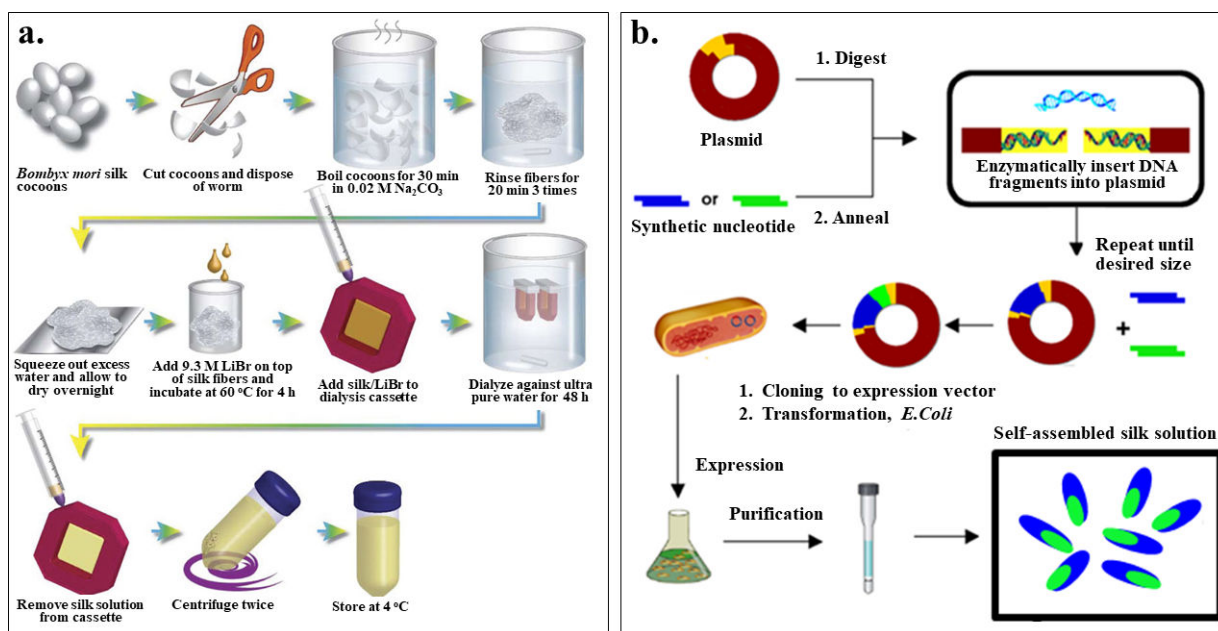 a.
Bombyx mori silk
cocoons
Cut cocoons and dispose
of worm
Boil cocoons for 30 min
in 0.02 M Na₂CO₃
Rinse fibers for
20 min 3 times
Squeeze out excess
water and allow to
dry overnight
Add 9.3 M LiBr on top
of silk fibers and
incubate at 60 °C for 4 h
Add silk/LiBr to
dialysis cassette
Dialyze against ultra
pure water for 48 h
Remove silk solution
from cassette
Centrifuge twice
Store at 4 °C
b.
1. Digest
Plasmid
or
2. Anneal
Synthetic nucleotide
Enzymatically insert DNA
fragments into plasmid
Repeat until
desired size
+
1. Cloning to expression vector
2. Transformation, E.Coli
Expression
Purification
Self-assembled silk solution